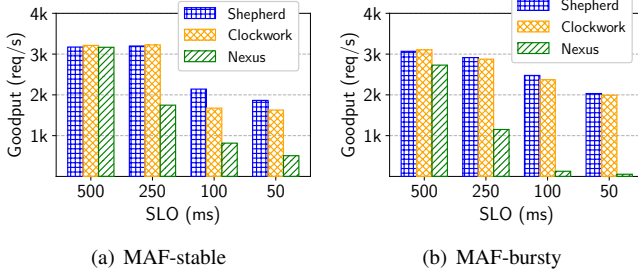 4k
3k
2k
1k
Goodput (req/s)
500 250 100 50
SLO (ms)
Shepherd
Clockwork
Nexus
(a) MAF-stable
4k
3k
2k
1k
Goodput (req/s)
500 250 100 50
SLO (ms)
Shepherd
Clockwork
Nexus
(b) MAF-bursty